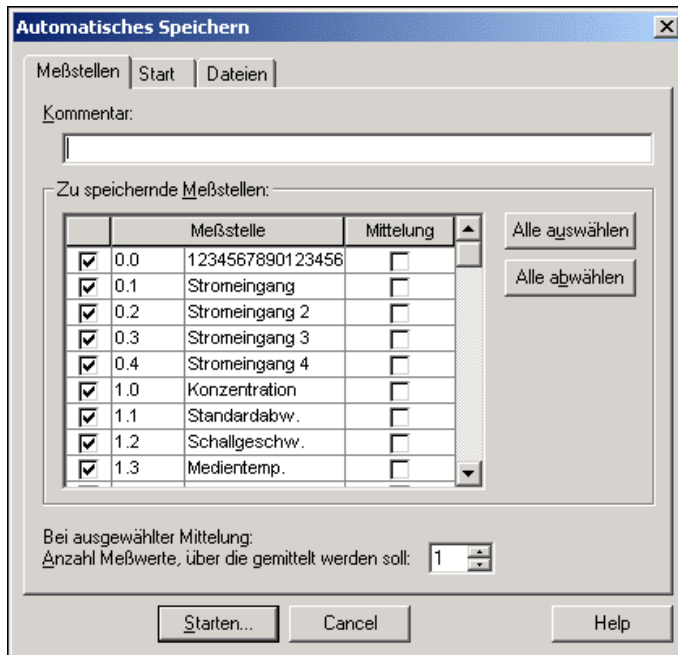 Automatisches Speichern
Meßstellen Start Dateien
Kommentar:
Zu speichernde Meßstellen:
Meßstelle Mittelung
0.0 1234567890123456
0.1 Stromeingang
0.2 Stromeingang 2
0.3 Stromeingang 3
0.4 Stromeingang 4
1.0 Konzentration
1.1 Standardabw.
1.2 Schallgeschw.
1.3 Medientemp.
Alle auswählen
Alle abwählen
Bei ausgewählter Mittelung:
Anzahl Meßwerte, über die gemittelt werden soll: 1
Starten... Cancel Help